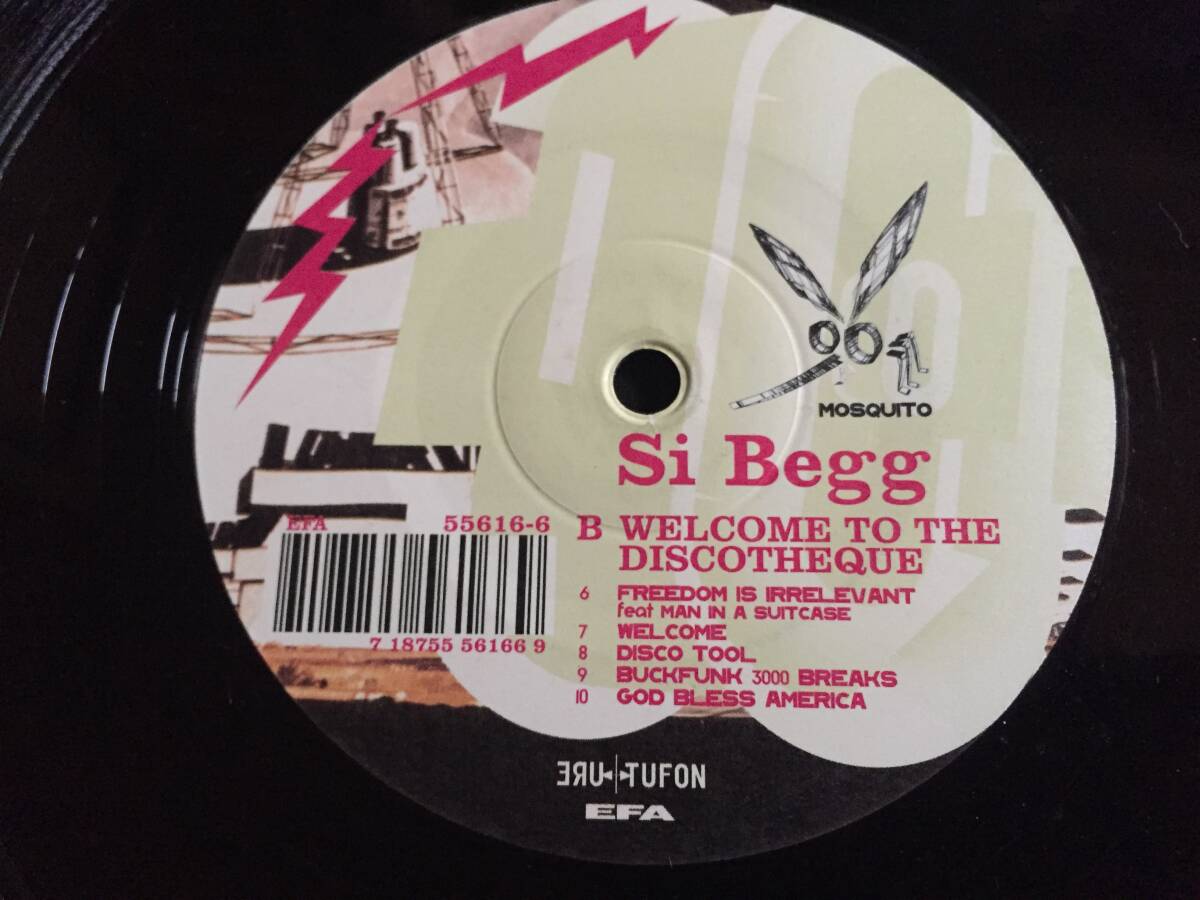 MOSQUITO
Si Begg
EFA 55616-6
7 18755 56166 9
B WELCOME TO THE
DISCOTHEQUE
6 FREEDOM IS IRRELEVANT
feat MAN IN A SUITCASE
7 WELCOME
8 DISCO TOOL
9 BUCKFUNK 3000 BREAKS
10 GOD BLESS AMERICA
ERUTUFON
EFA